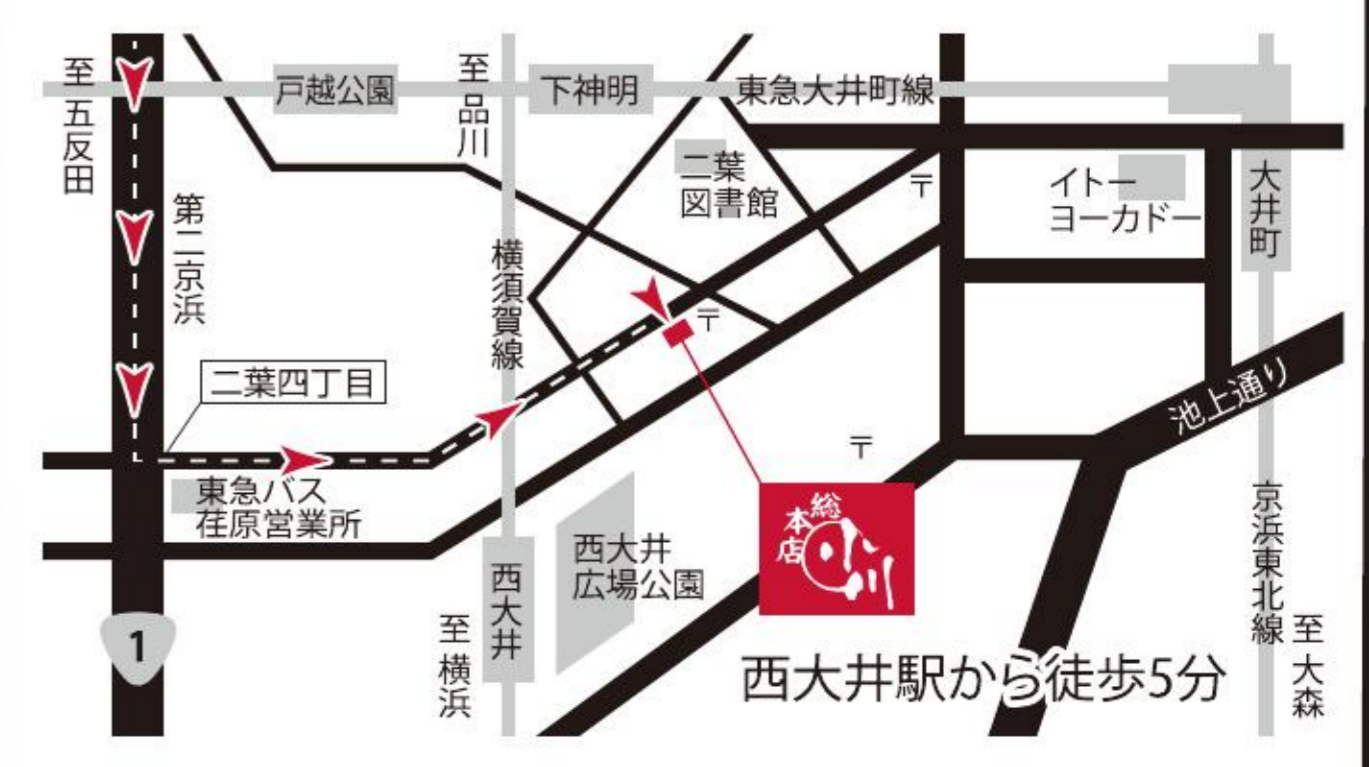 至五反田
戸越公園
至品川
下神明
東急大井町線
第二京浜
二葉
図書館
〒
イトー
ヨーカドー
大井町
横須賀線
〒
二葉四丁目
池上通り
〒
東急バス
荏原営業所
総本店
小川
西大井
広場公園
西大井
京浜東北線
1
至横浜
西大井駅から徒歩5分
至大森